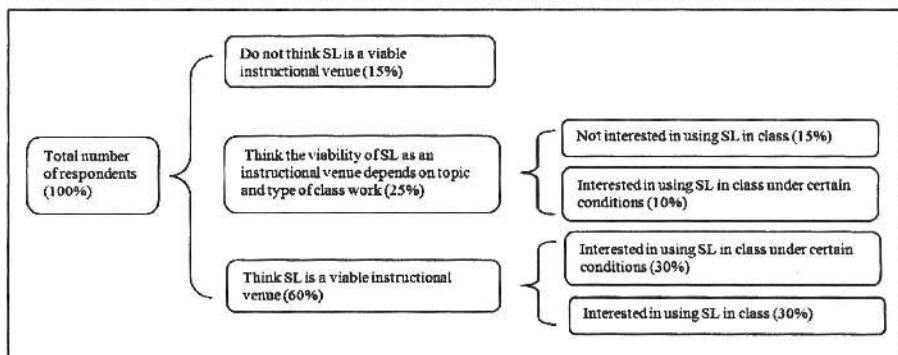 Do not think SL is a viable
instructional venue (15%)
Total number
of respondents
(100%)
Think the viability of SL as an
instructional venue depends on topic
and type of class work (25%)
Not interested in using SL in class (15%)
Interested in using SL in class under certain
conditions (10%)
Think SL is a viable instructional
venue (60%)
Interested in using SL in class under certain
conditions (30%)
Interested in using SL in class (30%)